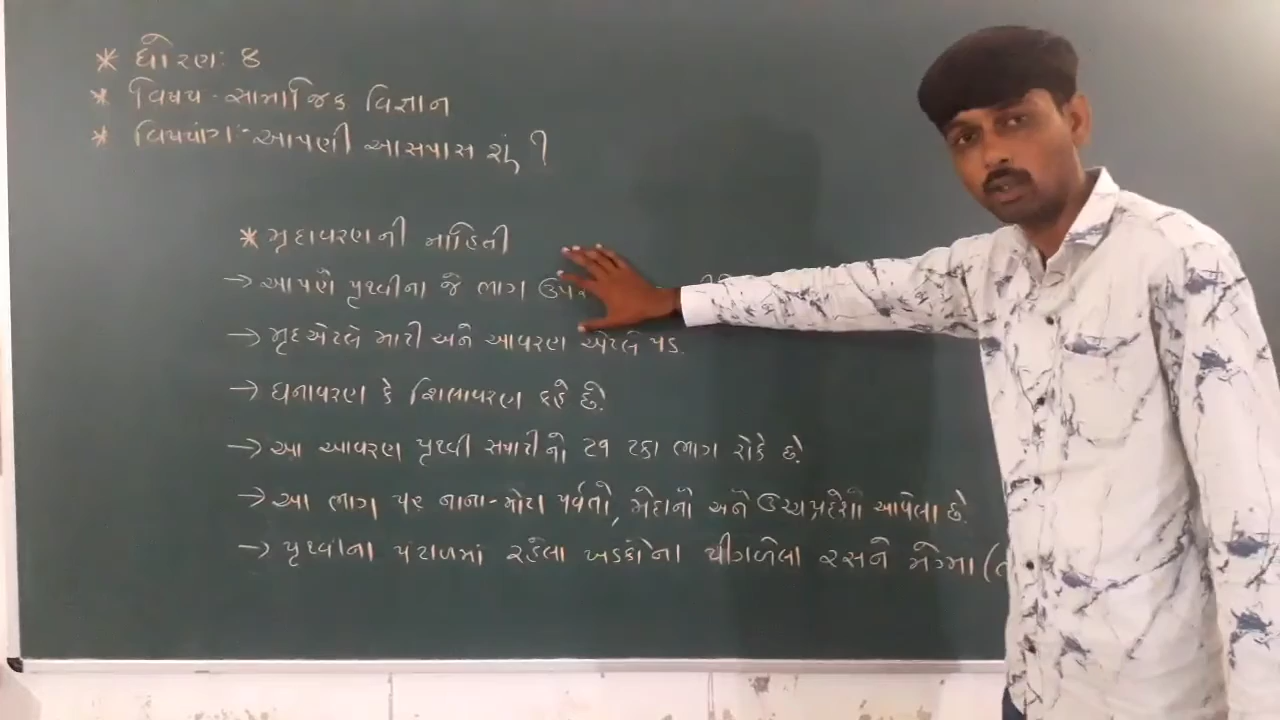 * ધોરણ: 8
* વિષય - સામાજિક વિજ્ઞાન
* વિષયાંગ:- આપણી આસપાસ શું ?
* મૃદાવરણની માહિતી
→ આપણે પૃથ્વીના જે ભાગ ઉપર
→ મૃદ એટલે માટી અને આવરણ એટલે પડ.
→ ઘનાવરણ કે શિલાવરણ કહે છે.
→ આ આવરણ પૃથ્વી સપાટીનો ૨૧ ટકા ભાગ રોકે છે.
→ આ ભાગ પર નાના-મોટા પર્વતો, મેદાનો અને ઉચ્ચપ્રદેશો આવેલા છે.
→ પૃથ્વીના પેટાળમાં રહેલા ખડકોના પીગળેલા રસને મેગ્મા (